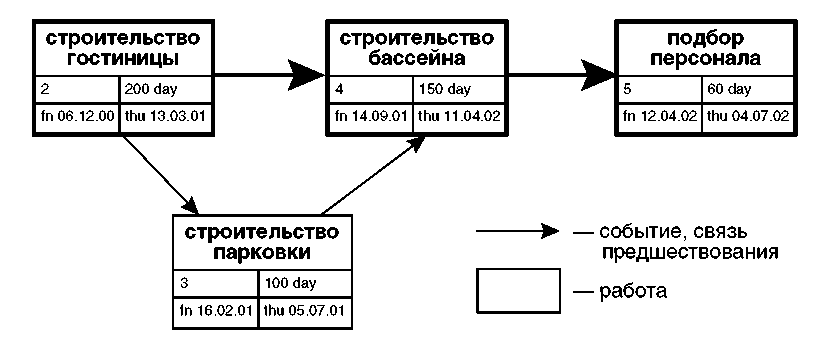 строительство
гостиницы
2 200 day
fn 06.12.00 thu 13.03.01
строительство
бассейна
4 150 day
fn 14.09.01 thu 11.04.02
подбор
персонала
5 60 day
fn 12.04.02 thu 04.07.02
строительство
парковки
3 100 day
fn 16.02.01 thu 05.07.01
— событие, связь
предшествования
— работа